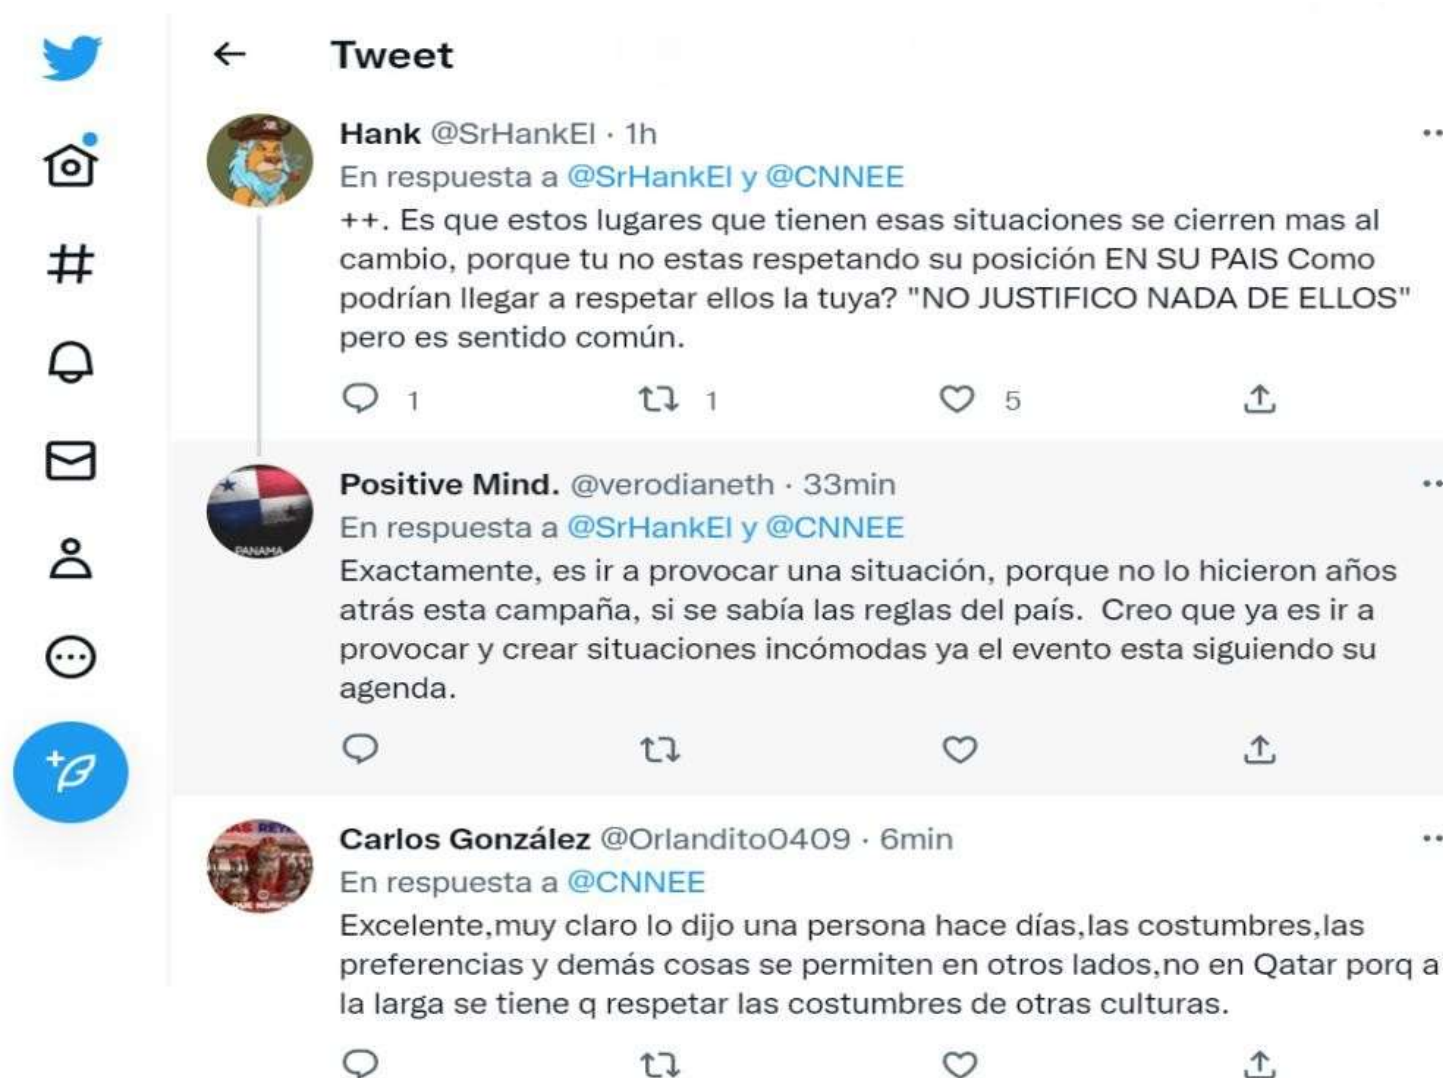 Tweet
Hank @SrHankEl · 1h
En respuesta a @SrHankEl y @CNNEE
++. Es que estos lugares que tienen esas situaciones se cierren mas al
cambio, porque tu no estas respetando su posición EN SU PAIS Como
podrían llegar a respetar ellos la tuya? "NO JUSTIFICO NADA DE ELLOS"
pero es sentido común.
1 1 5
Positive Mind. @verodianeth · 33min
PANAMA
En respuesta a @SrHankEl y @CNNEE
Exactamente, es ir a provocar una situación, porque no lo hicieron años
atrás esta campaña, si se sabía las reglas del país. Creo que ya es ir a
provocar y crear situaciones incómodas ya el evento esta siguiendo su
agenda.
Carlos González @Orlandito0409 · 6min
En respuesta a @CNNEE
Excelente,muy claro lo dijo una persona hace días,las costumbres,las
preferencias y demás cosas se permiten en otros lados,no en Qatar porq a
la larga se tiene q respetar las costumbres de otras culturas.